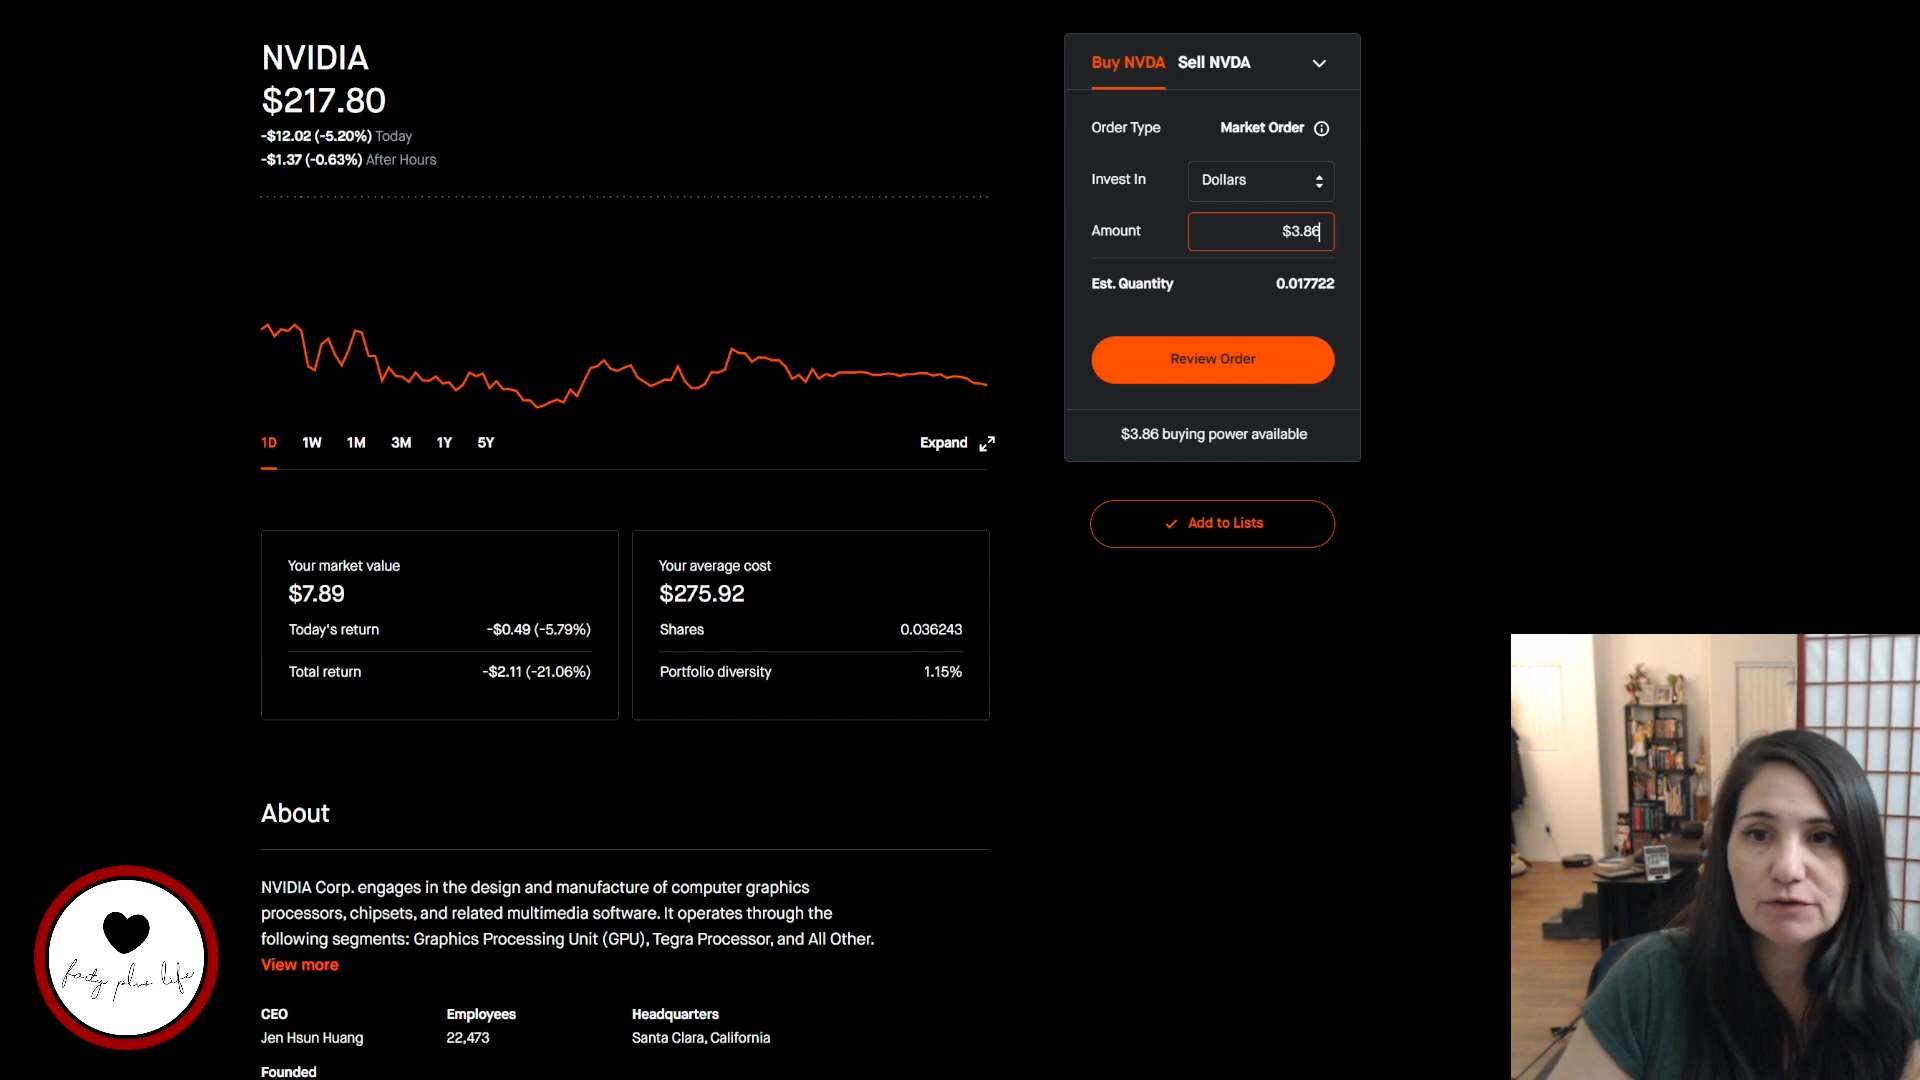 NVIDIA
$217.80
-$12.02 (-5.20%) Today
-$1.37 (-0.63%) After Hours
1D 1W 1M 3M 1Y 5Y Expand
Your market value
$7.89
Today's return -$0.49 (-5.79%)
Total return -$2.11 (-21.06%)
Your average cost
$275.92
Shares 0.036243
Portfolio diversity 1.15%
About
NVIDIA Corp. engages in the design and manufacture of computer graphics
processors, chipsets, and related multimedia software. It operates through the
following segments: Graphics Processing Unit (GPU), Tegra Processor, and All Other.
View more
CEO Employees Headquarters
Jen Hsun Huang 22,473 Santa Clara, California
Founded
Buy NVDA Sell NVDA
Order Type Market Order
Invest In Dollars
Amount $3.86
Est. Quantity 0.017722
Review Order
$3.86 buying power available
Add to Lists
forty plus life